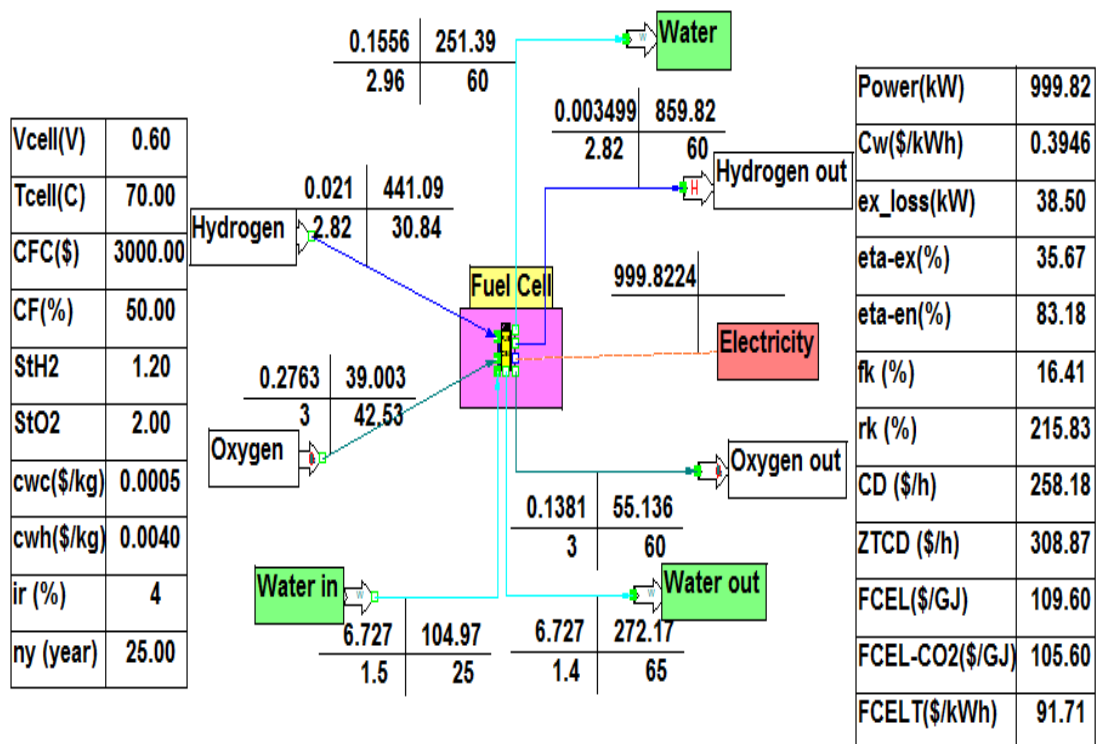 Vcell(V) 0.60
Tcell(C) 70.00
CFC($) 3000.00
CF(%) 50.00
StH2 1.20
StO2 2.00
cwc($/kg) 0.0005
cwh($/kg) 0.0040
ir (%) 4
ny (year) 25.00
0.1556 251.39
2.96 60
W
Water
0.003499 859.82
2.82 60
H
Hydrogen out
0.021 441.09
2.82 30.84
Hydrogen
Fuel Cell
999.8224
Electricity
0.2763 39.003
3 42.53
Oxygen
Oxygen out
0.1381 55.136
3 60
Water in
W
6.727 104.97
1.5 25
Water out
W
6.727 272.17
1.4 65
Power(kW) 999.82
Cw($/kWh) 0.3946
ex_loss(kW) 38.50
eta-ex(%) 35.67
eta-en(%) 83.18
fk (%) 16.41
rk (%) 215.83
CD ($/h) 258.18
ZTCD ($/h) 308.87
FCEL($/GJ) 109.60
FCEL-CO2($/GJ) 105.60
FCELT($/kWh) 91.71